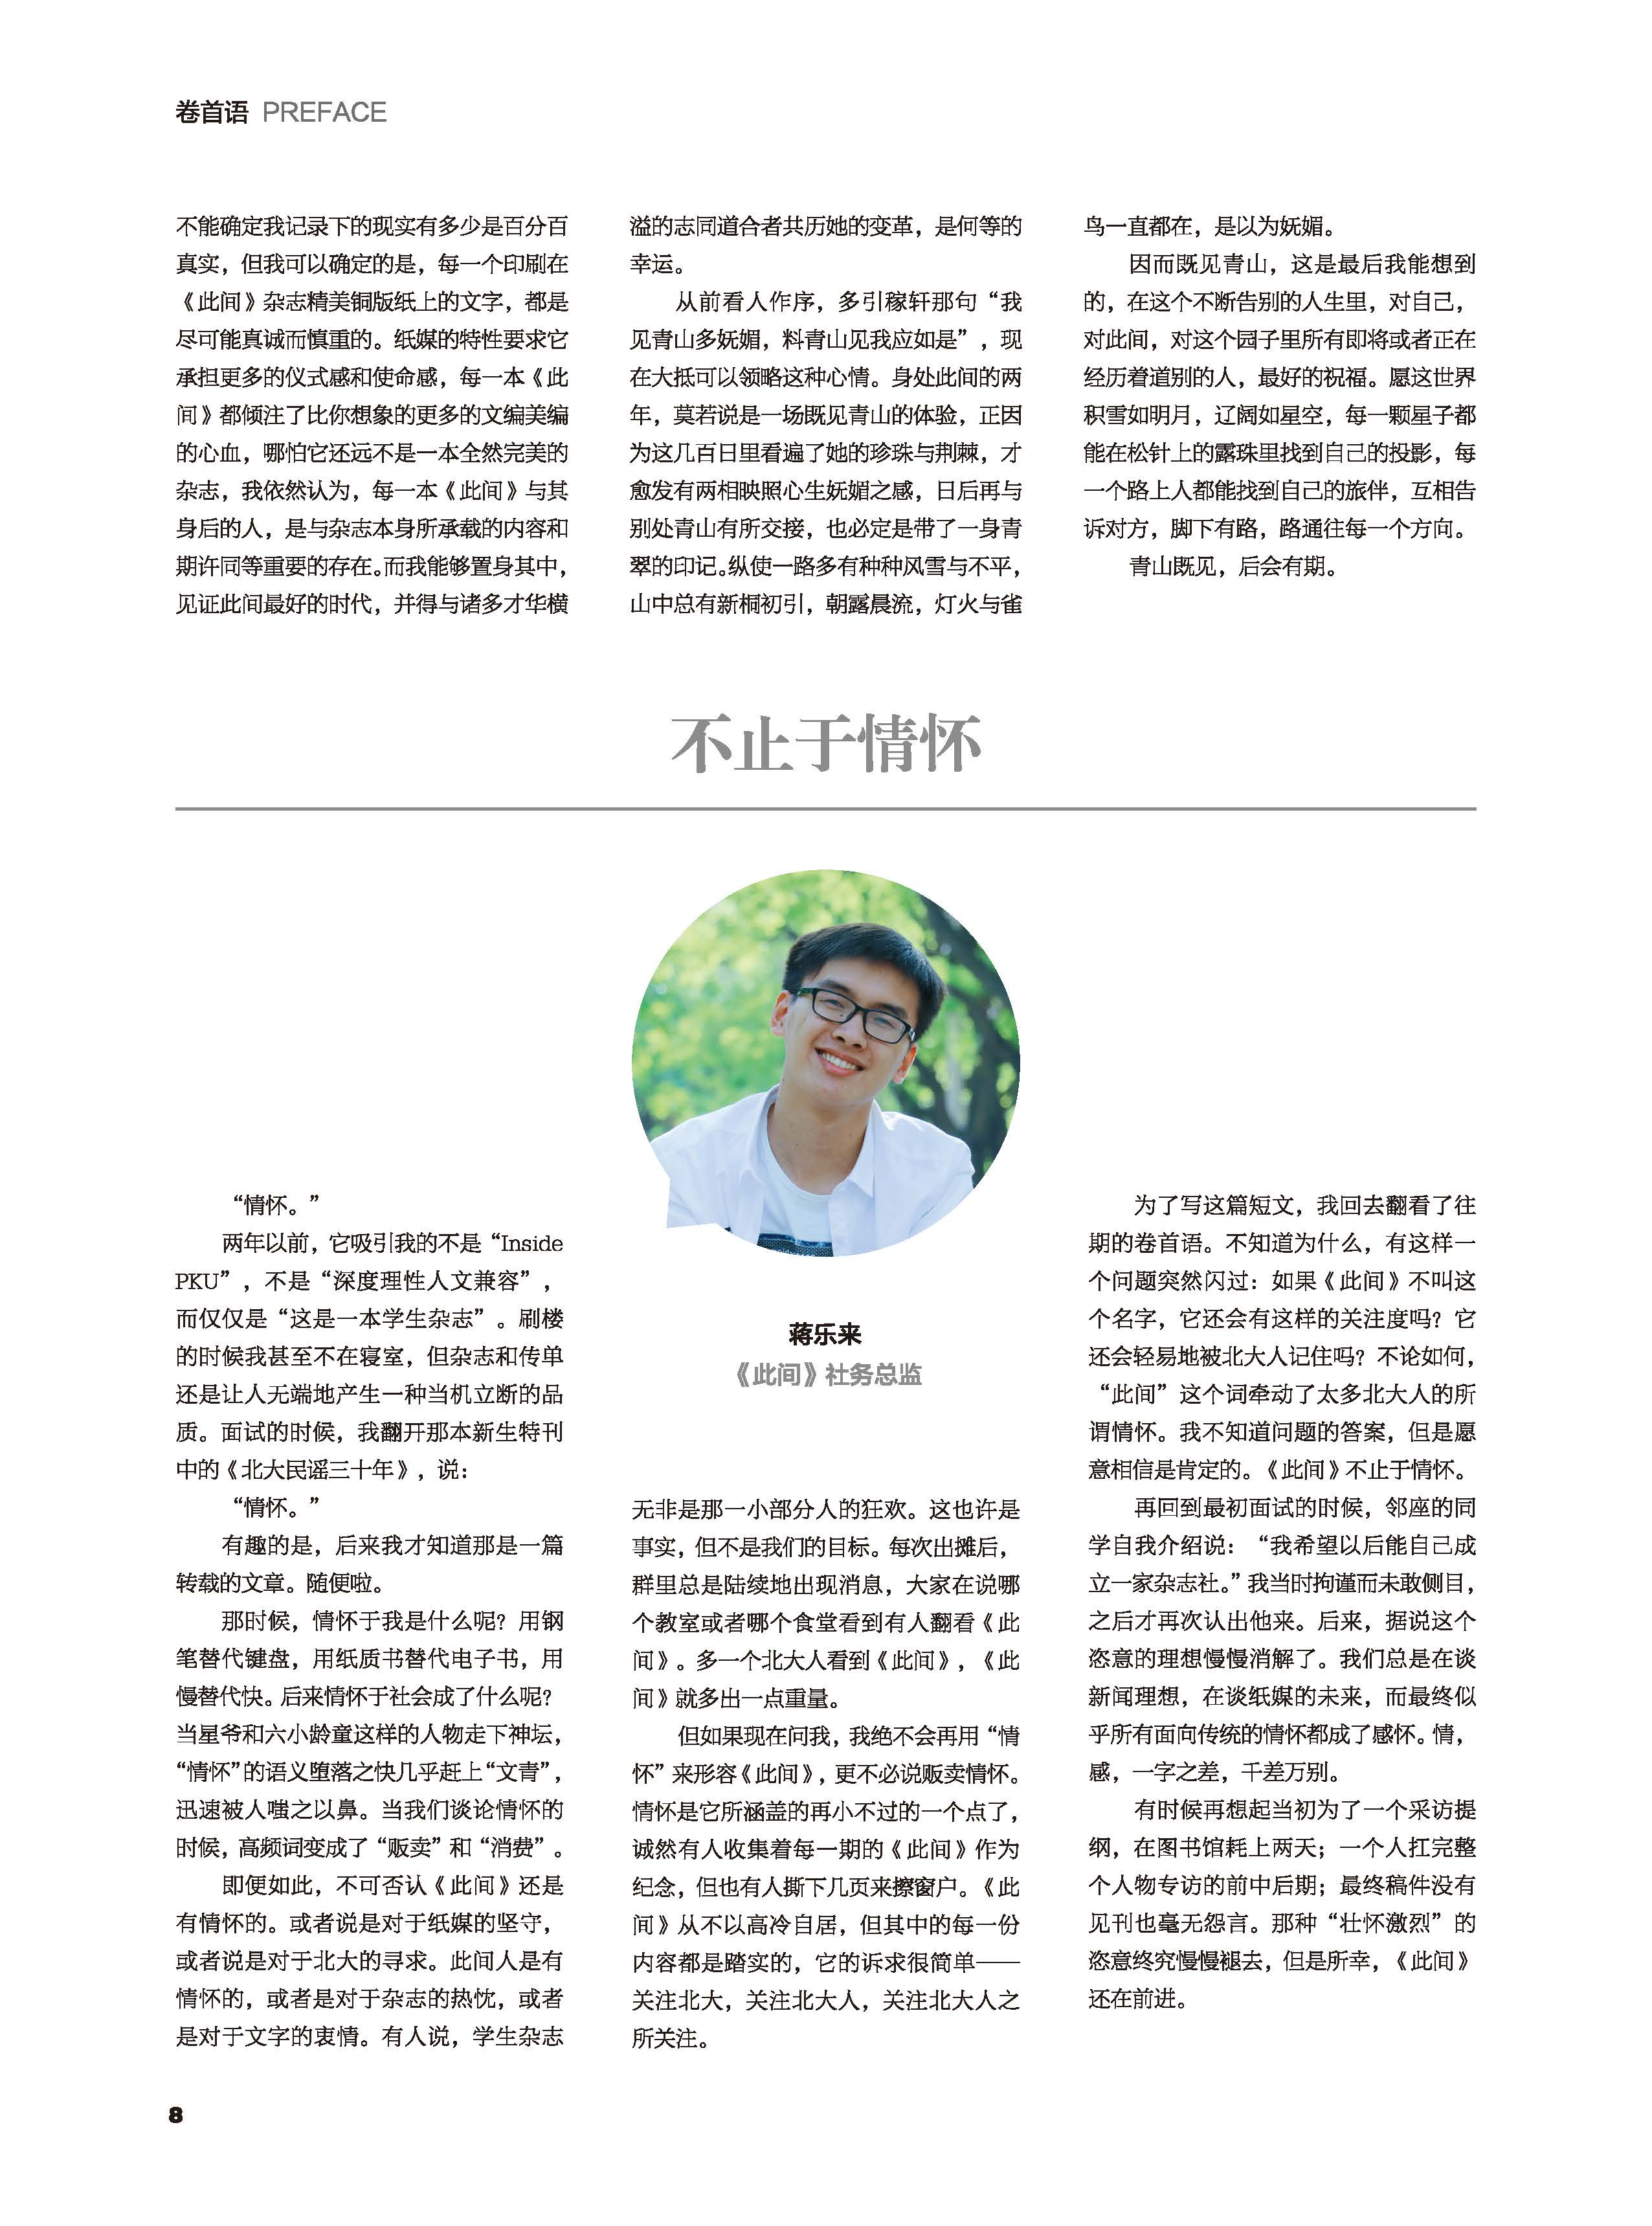 卷首语 PREFACE
不能确定我记录下的现实有多少是百分百
真实，但我可以确定的是，每一个印刷在
《此间》杂志精美铜版纸上的文字，都是
尽可能真诚而慎重的。纸媒的特性要求它
承担更多的仪式感和使命感，每一本《此
间》都倾注了比你想象的更多的文编美编
的心血，哪怕它还远不是一本全然完美的
杂志，我依然认为，每一本《此间》与其
身后的人，是与杂志本身所承载的内容和
期许同等重要的存在。而我能够置身其中，
见证此间最好的时代，并得与诸多才华横
溢的志同道合者共历她的变革，是何等的
幸运。
从前看人作序，多引稼轩那句“我
见青山多妩媚，料青山见我应如是”，现
在大抵可以领略这种心情。身处此间的两
年，莫若说是一场既见青山的体验，正因
为这几百日里看遍了她的珍珠与荆棘，才
愈发有两相映照心生妩媚之感，日后再与
别处青山有所交接，也必定是带了一身青
翠的印记。纵使一路多有种种风雪与不平，
山中总有新桐初引，朝露晨流，灯火与雀
鸟一直都在，是以为妩媚。
因而既见青山，这是最后我能想到
的，在这个不断告别的人生里，对自己，
对此间，对这个园子里所有即将或者正在
经历着道别的人，最好的祝福。愿这世界
积雪如明月，辽阔如星空，每一颗星子都
能在松针上的露珠里找到自己的投影，每
一个路上人都能找到自己的旅伴，互相告
诉对方，脚下有路，路通往每一个方向。
青山既见，后会有期。
不止于情怀
“情怀。”
两年以前，它吸引我的不是“Inside
PKU”，不是“深度理性人文兼容”，
而仅仅是“这是一本学生杂志”。刷楼
的时候我甚至不在寝室，但杂志和传单
还是让人无端地产生一种当机立断的品
质。面试的时候，我翻开那本新生特刊
中的《北大民谣三十年》，说：
“情怀。”
有趣的是，后来我才知道那是一篇
转载的文章。随便啦。
那时候，情怀于我是什么呢？用钢
笔替代键盘，用纸质书替代电子书，用
慢替代快。后来情怀于社会成了什么呢？
当星爷和六小龄童这样的人物走下神坛，
“情怀”的语义堕落之快几乎赶上“文青”，
迅速被人嗤之以鼻。当我们谈论情怀的
时候，高频词变成了“贩卖”和“消费”。
即便如此，不可否认《此间》还是
有情怀的。或者说是对于纸媒的坚守，
或者说是对于北大的寻求。此间人是有
情怀的，或者是对于杂志的热忱，或者
是对于文字的衷情。有人说，学生杂志
蒋乐来
《此间》社务总监
无非是那一小部分人的狂欢。这也许是
事实，但不是我们的目标。每次出摊后，
群里总是陆续地出现消息，大家在说哪
个教室或者哪个食堂看到有人翻看《此
间》。多一个北大人看到《此间》，《此
间》就多出一点重量。
但如果现在问我，我绝不会再用“情
怀”来形容《此间》，更不必说贩卖情怀。
情怀是它所涵盖的再小不过的一个点了，
诚然有人收集着每一期的《此间》作为
纪念，但也有人撕下几页来擦窗户。《此
间》从不以高冷自居，但其中的每一份
内容都是踏实的，它的诉求很简单——
关注北大，关注北大人，关注北大人之
所关注。
为了写这篇短文，我回去翻看了往
期的卷首语。不知道为什么，有这样一
个问题突然闪过：如果《此间》不叫这
个名字，它还会有这样的关注度吗？它
还会轻易地被北大人记住吗？不论如何，
“此间”这个词牵动了太多北大人的所
谓情怀。我不知道问题的答案，但是愿
意相信是肯定的。《此间》不止于情怀。
再回到最初面试的时候，邻座的同
学自我介绍说：“我希望以后能自己成
立一家杂志社。”我当时拘谨而未敢侧目，
之后才再次认出他来。后来，据说这个
恣意的理想慢慢消解了。我们总是在谈
新闻理想，在谈纸媒的未来，而最终似
乎所有面向传统的情怀都成了感怀。情，
感，一字之差，千差万别。
有时候再想起当初为了一个采访提
纲，在图书馆耗上两天；一个人扛完整
个人物专访的前中后期；最终稿件没有
见刊也毫无怨言。那种“壮怀激烈”的
恣意终究慢慢褪去，但是所幸，《此间》
还在前进。
8